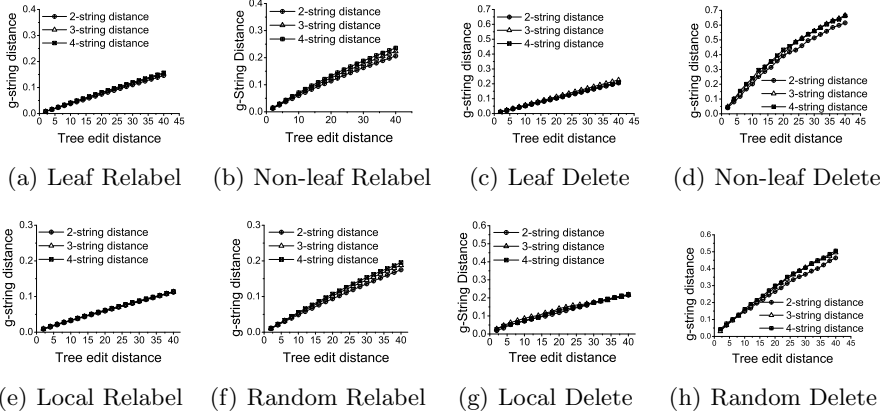 g-string distance
0.4
0.3
0.2
0.1
0.0
2-string distance
3-string distance
4-string distance
0 5 10 15 20 25 30 35 40 45
Tree edit distance
(a) Leaf Relabel
g-String Distance
0.4
0.3
0.2
0.1
0.0
2-string distance
3-string distance
4-string distance
0 10 20 30 40
Tree edit distance
(b) Non-leaf Relabel
g-string distance
0.7
0.6
0.5
0.4
0.3
0.2
0.1
0.0
2-string distance
3-string distance
4-string distance
0 5 10 15 20 25 30 35 40 45
Tree edit distance
(c) Leaf Delete
g-string distance
0.7
0.6
0.5
0.4
0.3
0.2
0.1
0.0
2-string distance
3-string distance
4-string distance
0 5 10 15 20 25 30 35 40 45
Tree edit distance
(d) Non-leaf Delete
g-string distance
0.3
0.2
0.1
0.0
2-string distance
3-string distance
4-string distance
0 5 10 15 20 25 30 35 40
Tree edit distance
(e) Local Relabel
g-string distance
0.3
0.2
0.1
0.0
2-string distance
3-string distance
4-string distance
0 5 10 15 20 25 30 35 40
Tree edit distance
(f) Random Relabel
g-String Distance
0.6
0.5
0.4
0.3
0.2
0.1
0.0
2-string distance
3-string distance
4-string distance
0 5 10 15 20 25 30 35 40
Tree edit distance
(g) Local Delete
g-string distance
0.6
0.5
0.4
0.3
0.2
0.1
0.0
2-string distance
3-string distance
4-string distance
0 5 10 15 20 25 30 35 40 45
Tree edit distance
(h) Random Delete